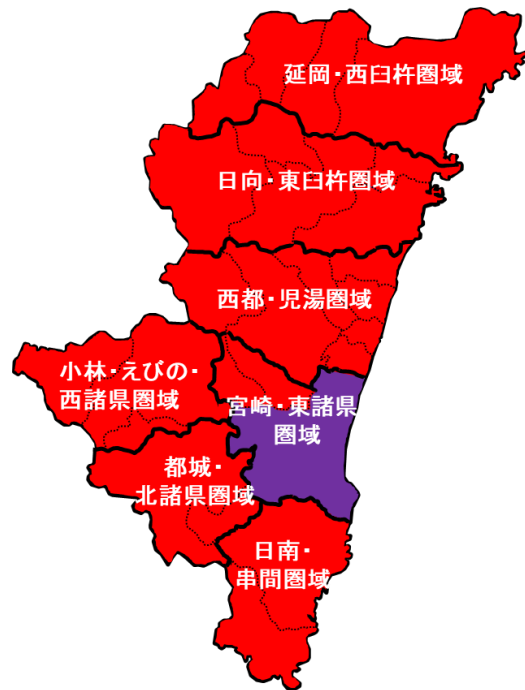 延岡・西臼杵圏域
日向・東臼杵圏域
西都・児湯圏域
小林・えびの・
西諸県圏域
宮崎・東諸県
圏域
都城・
北諸県圏域
日南・
串間圏域